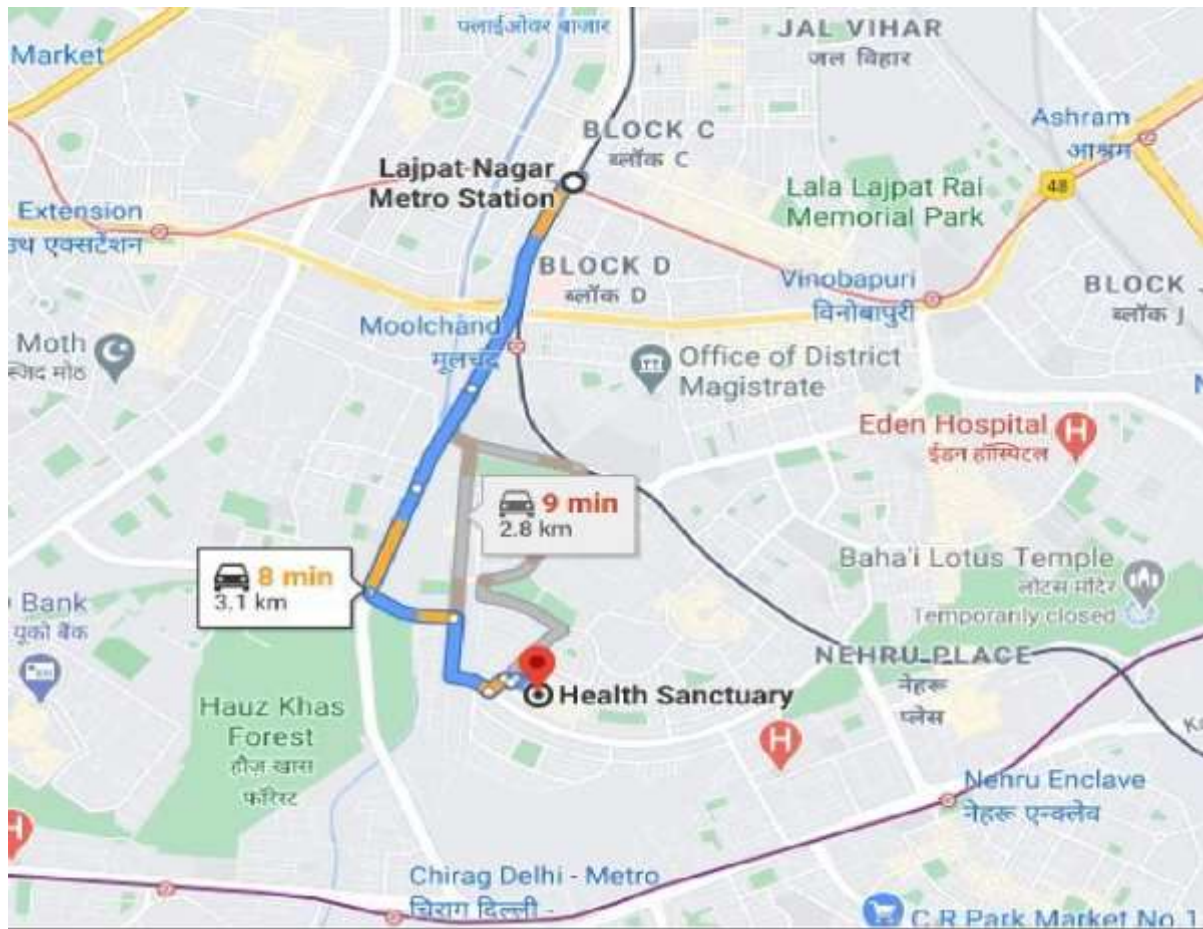 फ्लाईओवर बाजार
JAL VIHAR
जल विहार
Market
BLOCK C
ब्लॉक C
Ashram
आश्रम
Lajpat Nagar
Metro Station
Lala Lajpat Rai
Memorial Park
48
Extension
एक्सटेंशन
BLOCK D
ब्लॉक D
Vinobapuri
विनोबापुरी
BLOCK J
ब्लॉक J
Moolchand
मूलचंद
Moth
मोठ
Office of District
Magistrate
Eden Hospital
ईडन हॉस्पिटल
H
9 min
2.8 km
8 min
3.1 km
Baha'i Lotus Temple
लोटस मंदिर
Temporarily closed
Bank
यूको बैंक
NEHRU PLACE
नेहरू
प्लेस
Health Sanctuary
Hauz Khas
Forest
हौज़ खास
फॉरेस्ट
H
Nehru Enclave
नेहरू एन्क्लेव
H
Chirag Delhi - Metro
चिराग दिल्ली -
C R Park Market No 1